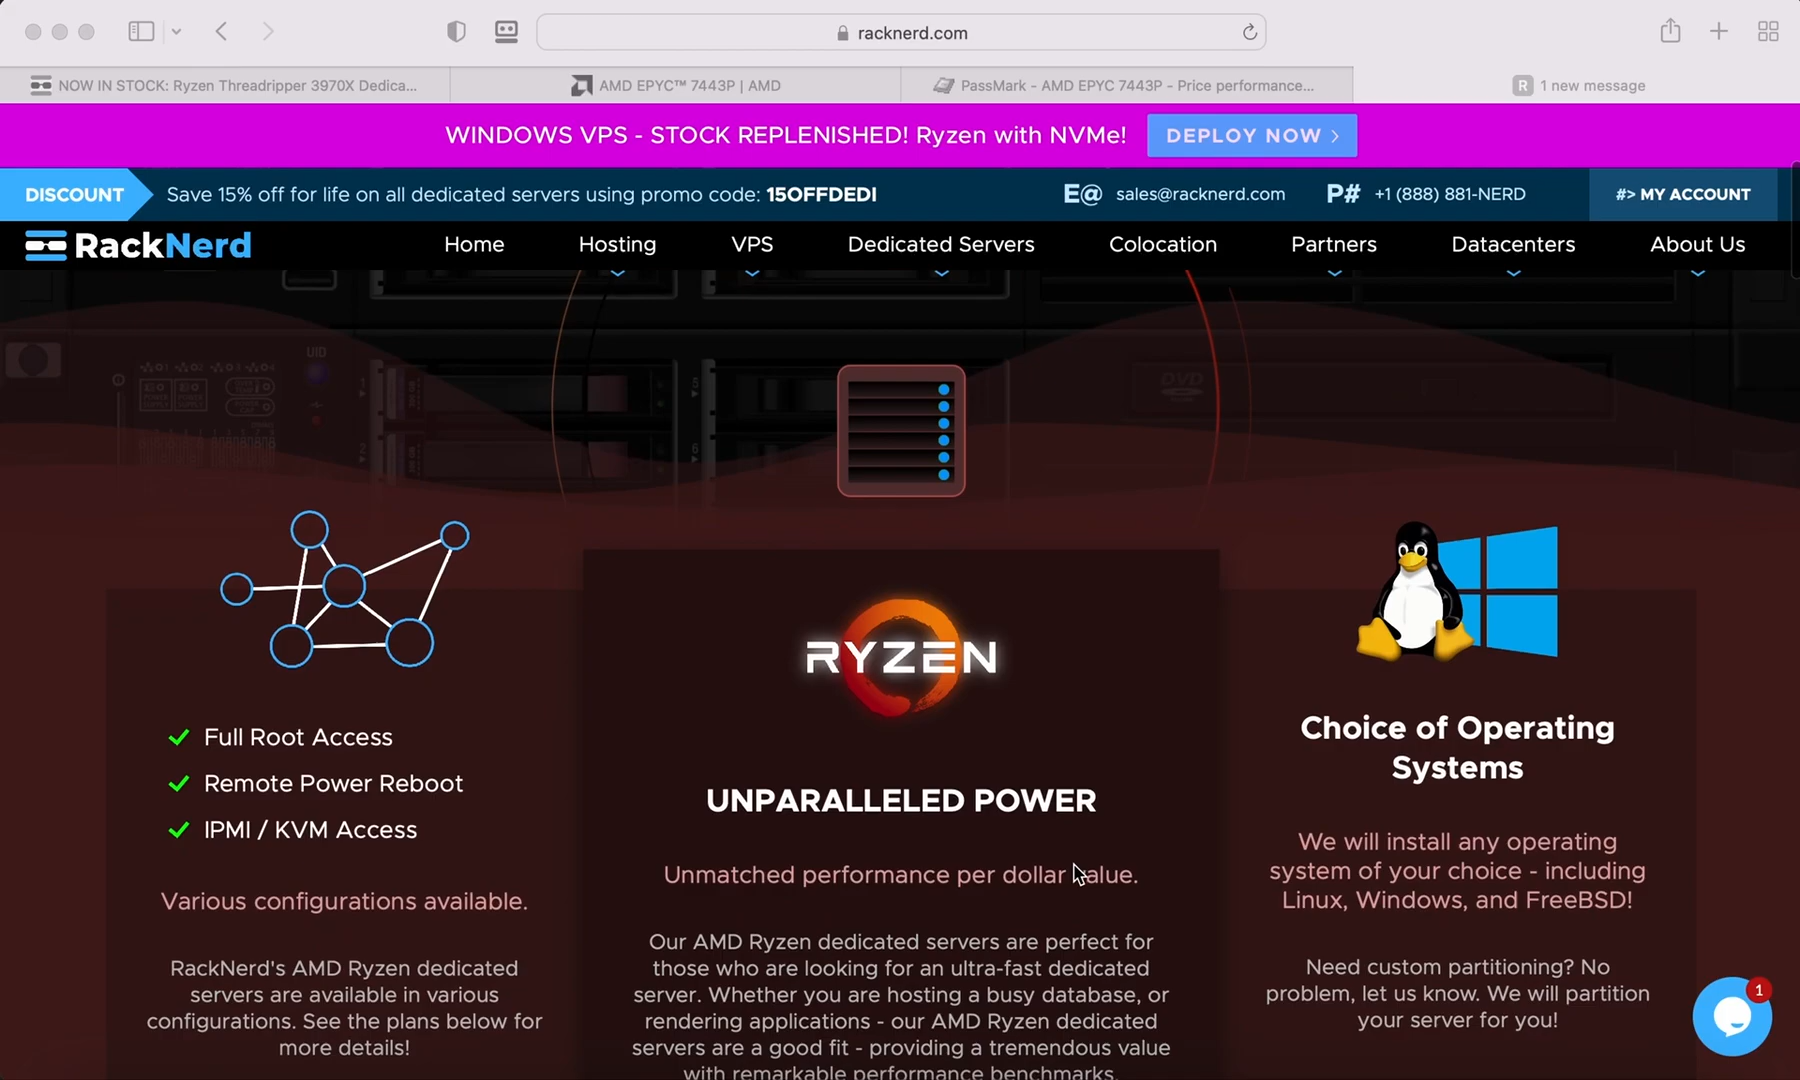 racknerd.com
NOW IN STOCK: Ryzen Threadripper 3970X Dedica...
AMD EPYC™ 7443P | AMD
PassMark - AMD EPYC 7443P - Price performance...
R
1 new message
WINDOWS VPS - STOCK REPLENISHED! Ryzen with NVMe!
DEPLOY NOW >
DISCOUNT
Save 15% off for life on all dedicated servers using promo code: 15OFFDEDI
E@ sales@racknerd.com
P# +1 (888) 881-NERD
#> MY ACCOUNT
RackNerd
Home
Hosting
VPS
Dedicated Servers
Colocation
Partners
Datacenters
About Us
UID
DVD
Full Root Access
Remote Power Reboot
IPMI / KVM Access
Various configurations available.
RackNerd's AMD Ryzen dedicated
servers are available in various
configurations. See the plans below for
more details!
RYZEN
UNPARALLELED POWER
Unmatched performance per dollar value.
Our AMD Ryzen dedicated servers are perfect for
those who are looking for an ultra-fast dedicated
server. Whether you are hosting a busy database, or
rendering applications - our AMD Ryzen dedicated
servers are a good fit - providing a tremendous value
with remarkable performance benchmarks.
Choice of Operating
Systems
We will install any operating
system of your choice - including
Linux, Windows, and FreeBSD!
Need custom partitioning? No
problem, let us know. We will partition
your server for you!
1